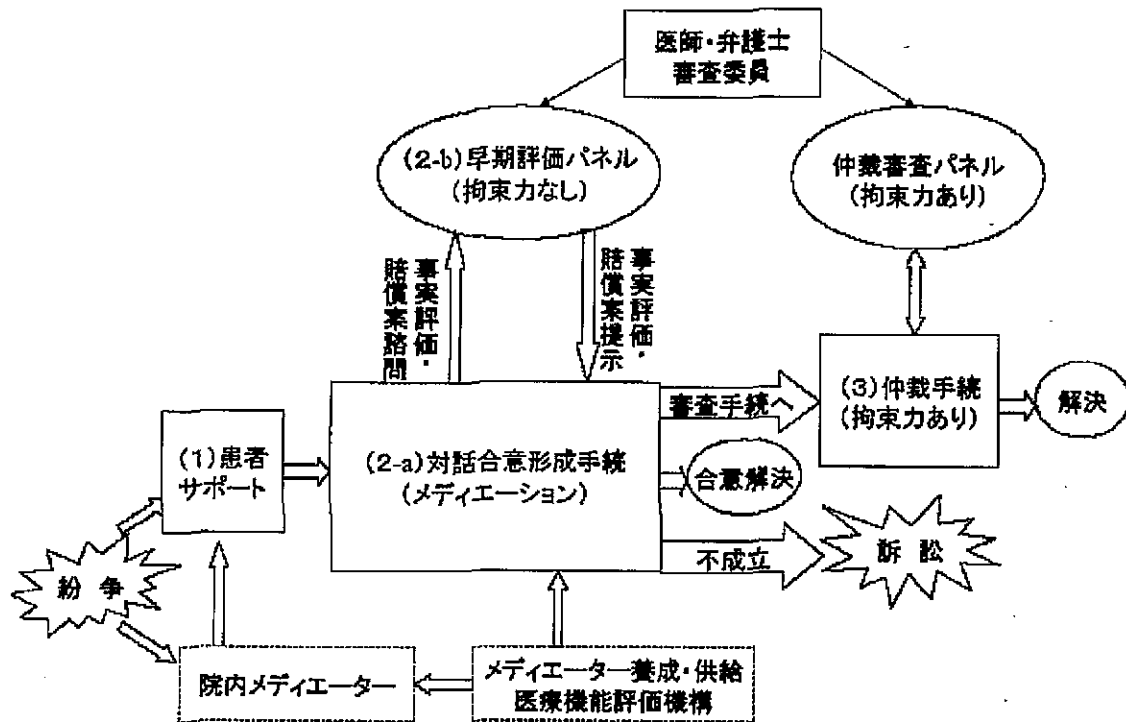 医師・弁護士
審査委員
(2-b)早期評価パネル
(拘束力なし)
仲裁審査パネル
(拘束力あり)
事実評価・
賠償案諮問
事実評価・
賠償案提示
審査手続へ
(3)仲裁手続
(拘束力あり)
解決
(1)患者
サポート
(2-a)対話合意形成手続
(メディエーション)
合意解決
不成立
訴訟
紛争
院内メディエーター
メディエーター養成・供給
医療機能評価機構